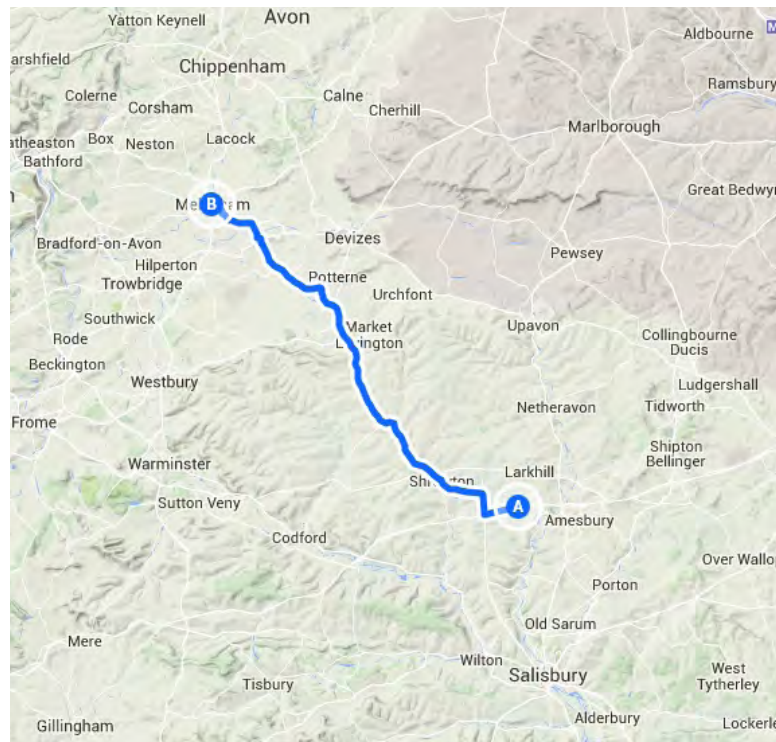 Yatton Keynell
Avon
Aldbourne
M
arshfield
Chippenham
Colerne
Calne
Cherhill
Ramsbury
Corsham
Marlborough
Box
Neston
Lacock
atheaston
Bathford
Great Bedwyn
B
Bradford-on-Avon
Devizes
Hilperton
Pewsey
Trowbridge
Potterne
Urchfont
Southwick
Market
Upavon
Rode
Collingbourne
Ducis
Beckington
Westbury
Ludgershall
Netheravon
Tidworth
Frome
Shipton
Bellinger
Warminster
Larkhill
Sutton Veny
A
Amesbury
Codford
Over Wallop
Porton
Old Sarum
Mere
Wilton
Salisbury
West
Tytherley
Tisbury
Alderbury
Gillingham
Lockerle